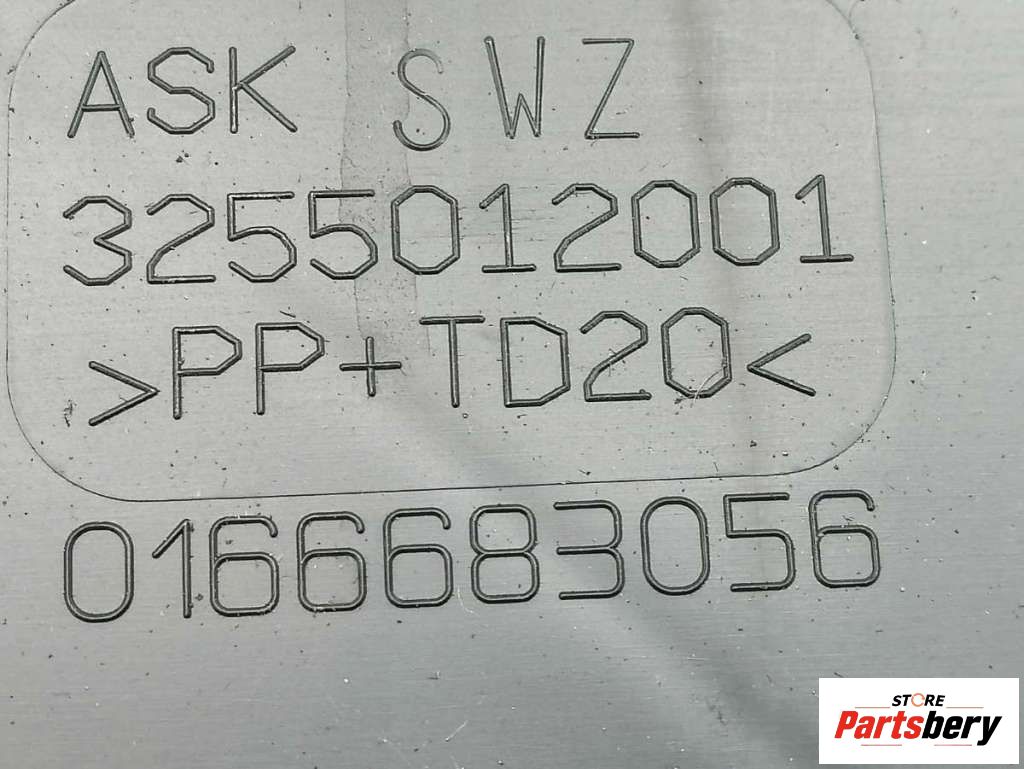 ASK SWZ
3255012001
>PP+TD20<
0166683056
STORE
Partsbery